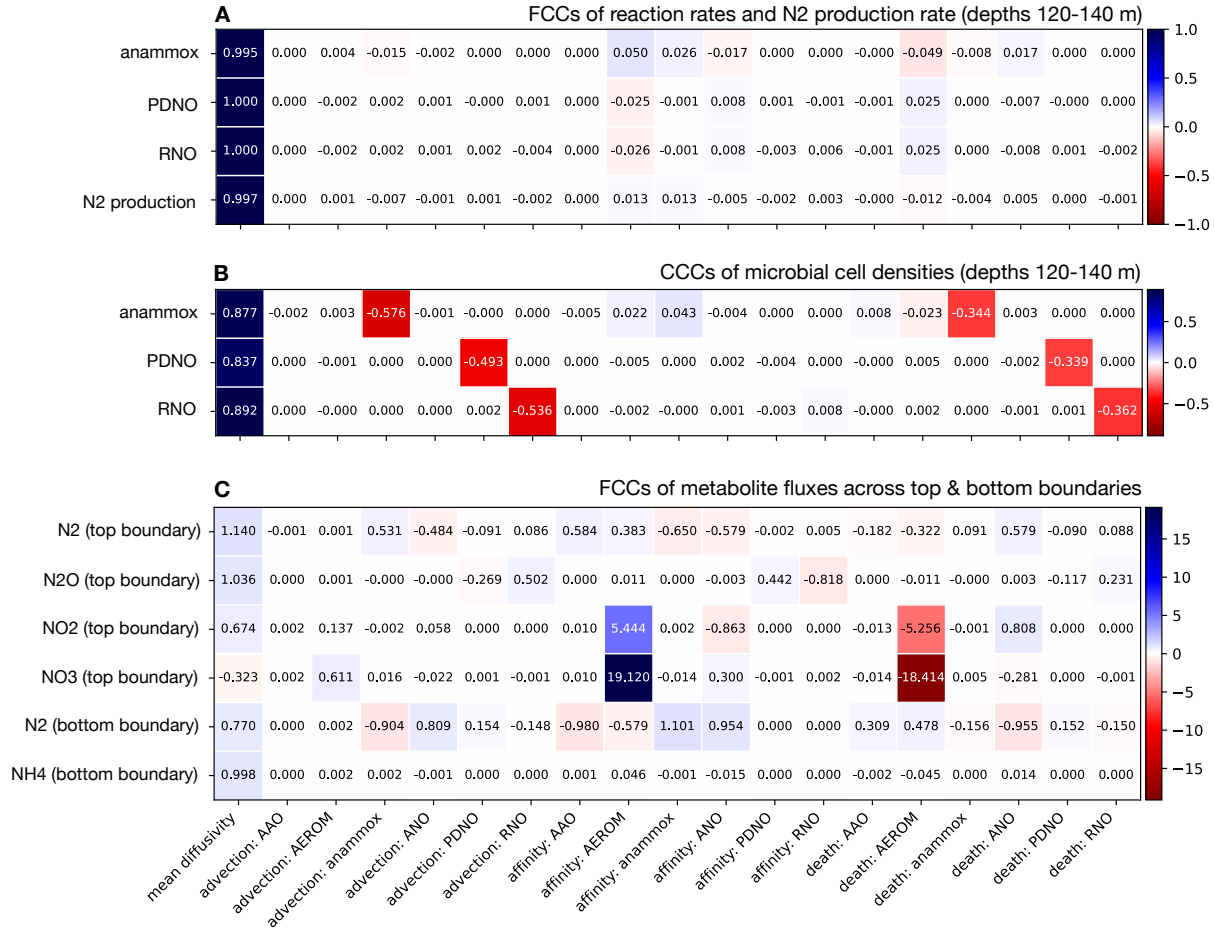 A FCCs of reaction rates and N2 production rate (depths 120-140 m)
anammox 0.995 0.000 0.004 -0.015 -0.002 0.000 0.000 0.000 0.050 0.026 -0.017 0.000 0.000 -0.000 -0.049 -0.008 0.017 0.000 0.000
PDNO 1.000 0.000 -0.002 0.002 0.001 -0.000 0.001 0.000 -0.025 -0.001 0.008 0.001 -0.001 -0.001 0.025 0.000 -0.007 -0.000 0.000
RNO 1.000 0.000 -0.002 0.002 0.001 0.002 -0.004 0.000 -0.026 -0.001 0.008 -0.003 0.006 -0.001 0.025 0.000 -0.008 0.001 -0.002
N2 production 0.997 0.000 0.001 -0.007 -0.001 0.001 -0.002 0.000 0.013 0.013 -0.005 -0.002 0.003 -0.000 -0.012 -0.004 0.005 0.000 -0.001
1.0
0.5
0.0
−0.5
−1.0
B CCCs of microbial cell densities (depths 120-140 m)
anammox 0.877 -0.002 0.003 -0.576 -0.001 -0.000 0.000 -0.005 0.022 0.043 -0.004 0.000 0.000 0.008 -0.023 -0.344 0.003 0.000 0.000
PDNO 0.837 0.000 -0.001 0.000 0.000 -0.493 0.000 0.000 -0.005 0.000 0.002 -0.004 0.000 -0.000 0.005 0.000 -0.002 -0.339 0.000
RNO 0.892 0.000 -0.000 0.000 0.000 0.002 -0.536 0.000 -0.002 -0.000 0.001 -0.003 0.008 -0.000 0.002 0.000 -0.001 0.001 -0.362
0.5
0.0
−0.5
C FCCs of metabolite fluxes across top & bottom boundaries
N2 (top boundary) 1.140 -0.001 0.001 0.531 -0.484 -0.091 0.086 0.584 0.383 -0.650 -0.579 -0.002 0.005 -0.182 -0.322 0.091 0.579 -0.090 0.088
N2O (top boundary) 1.036 0.000 0.001 -0.000 -0.000 -0.269 0.502 0.000 0.011 0.000 -0.003 0.442 -0.818 0.000 -0.011 -0.000 0.003 -0.117 0.231
NO2 (top boundary) 0.674 0.002 0.137 -0.002 0.058 0.000 0.000 0.010 5.444 0.002 -0.863 0.000 0.000 -0.013 -5.256 -0.001 0.808 0.000 0.000
NO3 (top boundary) -0.323 0.002 0.611 0.016 -0.022 0.001 -0.001 0.010 19.120 -0.014 0.300 -0.001 0.002 -0.014 -18.414 0.005 -0.281 0.000 -0.001
N2 (bottom boundary) 0.770 0.000 0.002 -0.904 0.809 0.154 -0.148 -0.980 -0.579 1.101 0.954 0.000 0.000 0.309 0.478 -0.156 -0.955 0.152 -0.150
NH4 (bottom boundary) 0.998 0.000 0.002 0.002 -0.001 0.000 0.000 0.001 0.046 -0.001 -0.015 0.000 0.000 -0.002 -0.045 0.000 0.014 0.000 0.000
15
10
5
0
−5
−10
−15
mean diffusivity
advection: AAO
advection: AEROM
advection: anammox
advection: ANO
advection: PDNO
advection: RNO
affinity: AAO
affinity: AEROM
affinity: anammox
affinity: ANO
affinity: PDNO
affinity: RNO
death: AAO
death: AEROM
death: anammox
death: ANO
death: PDNO
death: RNO